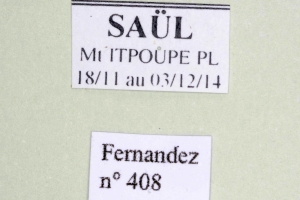 SAÜL
Mt ITPOUPE PL
18/11 au 03/12/14
Fernandez
n° 408